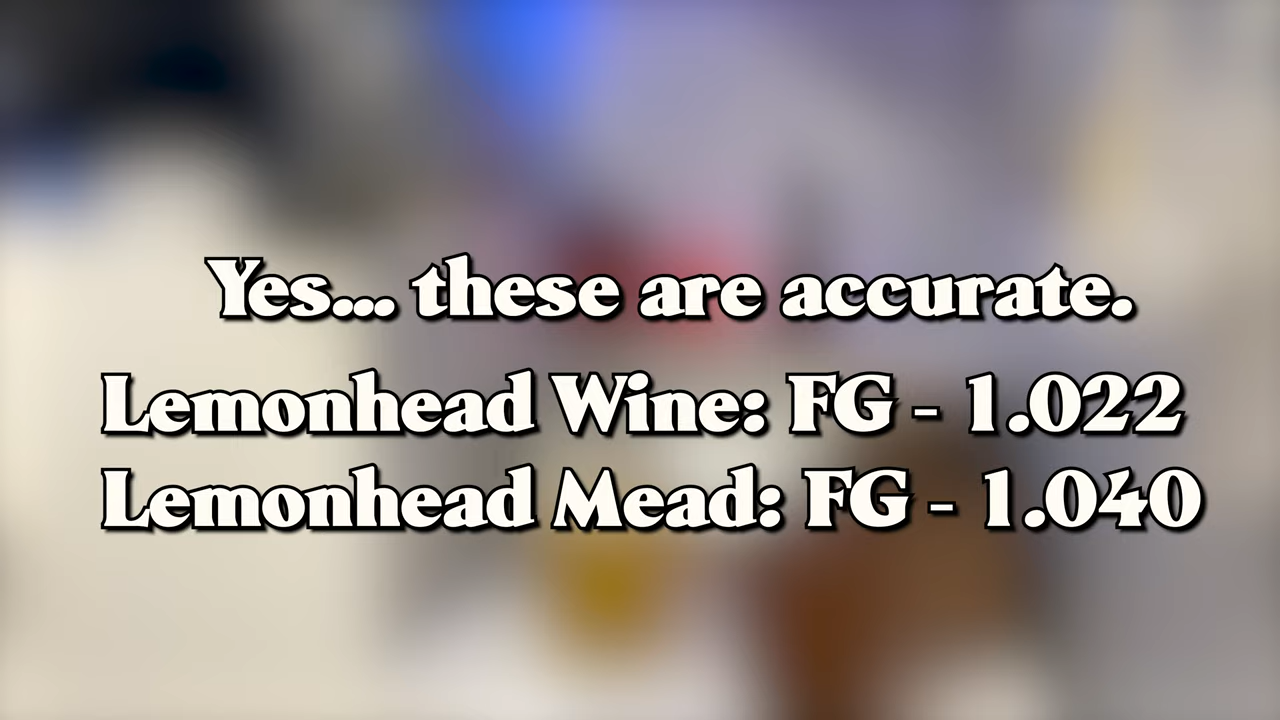 Yes... these are accurate.
Lemonhead Wine: FG - 1.022
Lemonhead Mead: FG - 1.040